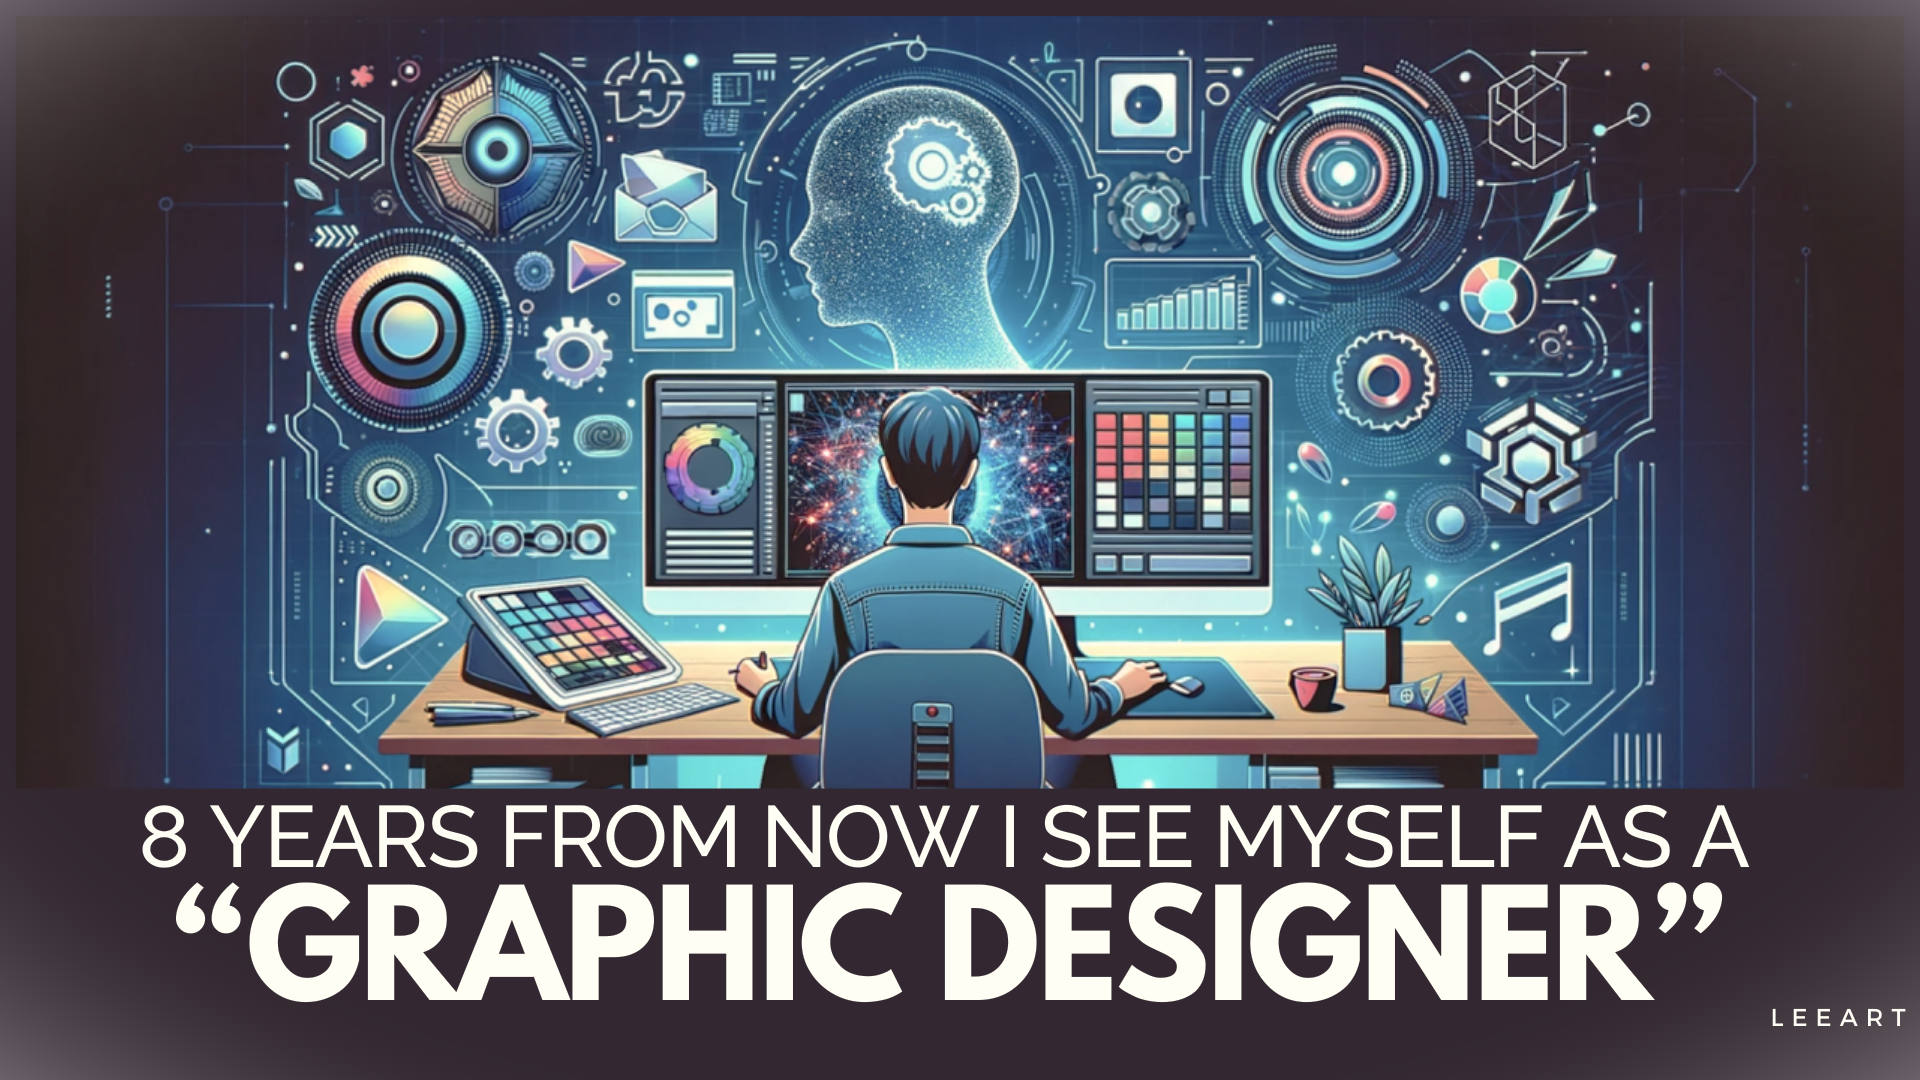 8 YEARS FROM NOW I SEE MYSELF AS A
“GRAPHIC DESIGNER”
LEEART